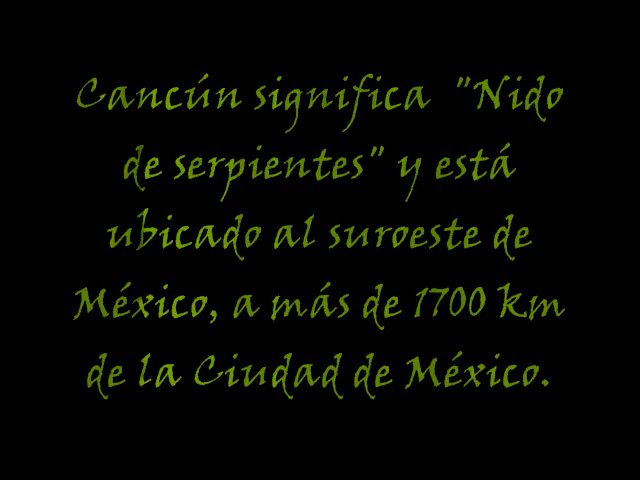 Cancún significa "Nido
de serpientes" y está
ubicado al suroeste de
México, a más de 1700 km
de la Ciudad de México.